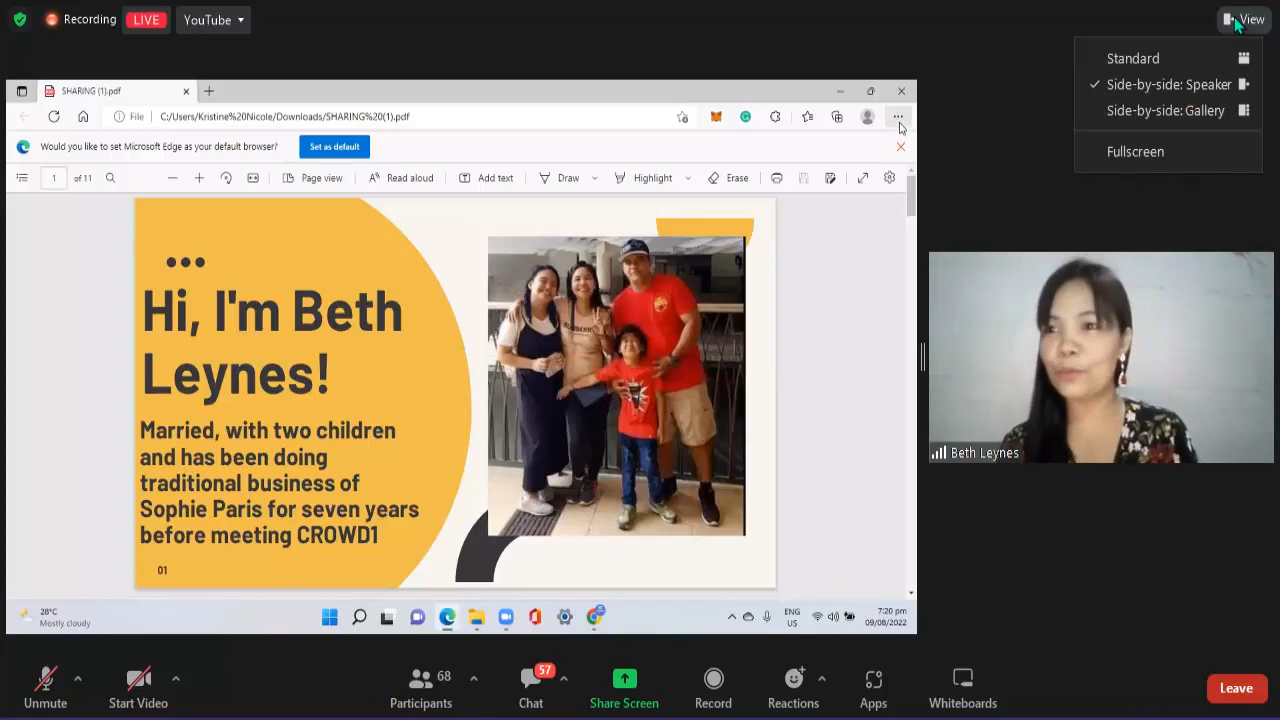 Recording
LIVE
YouTube
View
Standard
Side-by-side: Speaker
Side-by-side: Gallery
Fullscreen
SHARING (1).pdf
File
C:/Users/Kristine%20Nicole/Downloads/SHARING%20(1).pdf
Would you like to set Microsoft Edge as your default browser?
Set as default
1
of 11
Page view
Read aloud
Add text
Draw
Highlight
Erase
Hi, I'm Beth
Leynes!
Married, with two children
and has been doing
traditional business of
Sophie Paris for seven years
before meeting CROWD1
01
Beth Leynes
28°C
Mostly cloudy
ENG
US
7:20 pm
09/08/2022
Unmute
Start Video
68
Participants
57
Chat
Share Screen
Record
Reactions
Apps
Whiteboards
Leave